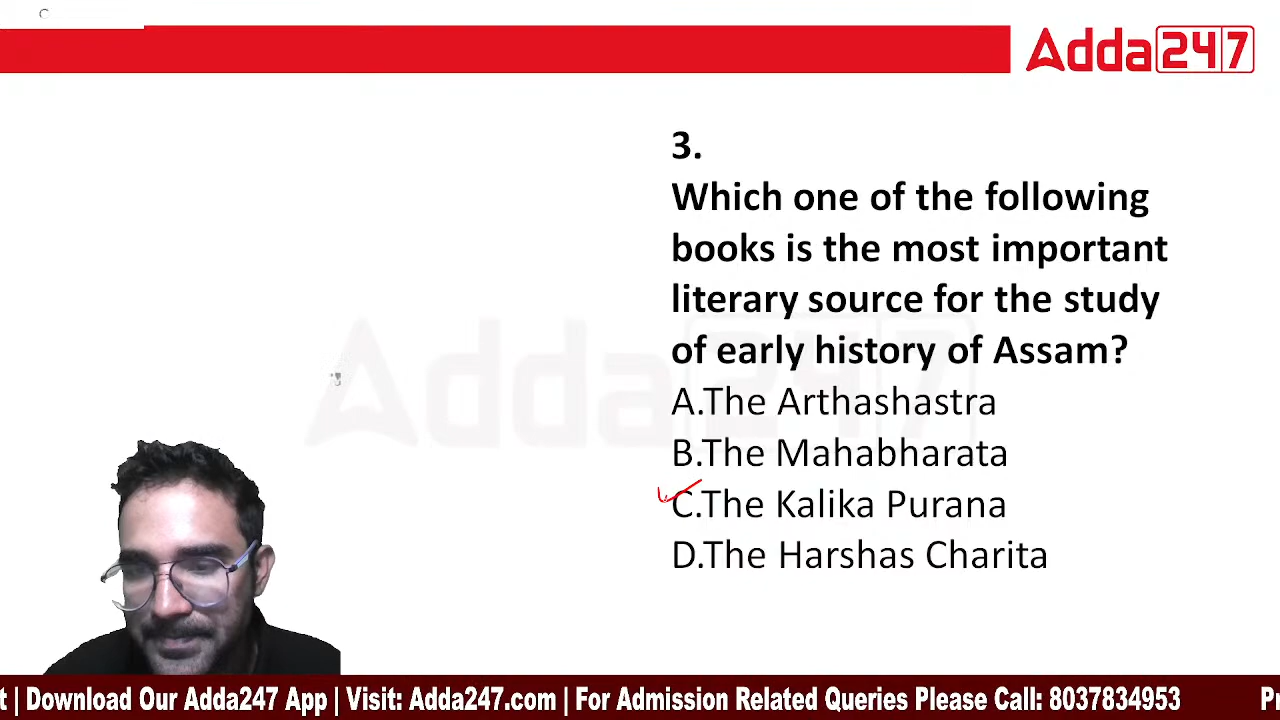 Adda247
3.
Which one of the following
books is the most important
literary source for the study
of early history of Assam?
A.The Arthashastra
B.The Mahabharata
C.The Kalika Purana
D.The Harshas Charita
Adda247
t | Download Our Adda247 App | Visit: Adda247.com | For Admission Related Queries Please Call: 8037834953 Pr